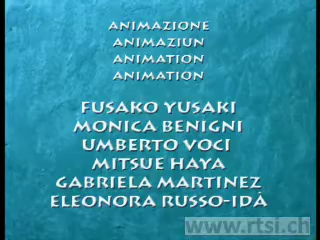 ANIMAZIONE
ANIMAZIUN
ANIMATION
ANIMATION
FUSAKO YUSAKI
MONICA BENIGNI
UMBERTO VOCI
MITSUE HAYA
GABRIELA MARTINEZ
ELEONORA RUSSO-IDÀ
www.rtsi.ch